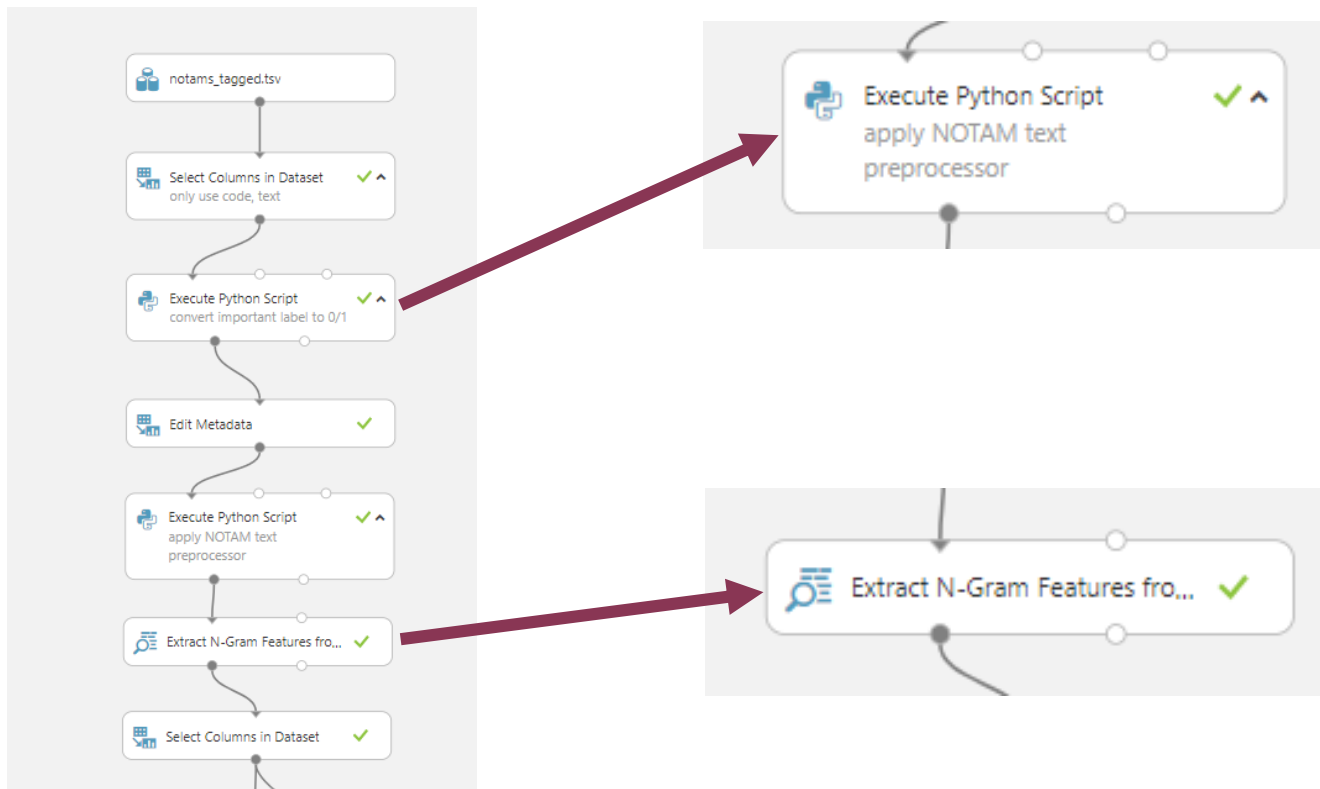 notams_tagged.tsv
Select Columns in Dataset
only use code, text
Execute Python Script
convert important label to 0/1
Edit Metadata
Execute Python Script
apply NOTAM text
preprocessor
Extract N-Gram Features fro...
Select Columns in Dataset
Execute Python Script
apply NOTAM text
preprocessor
Extract N-Gram Features fro...